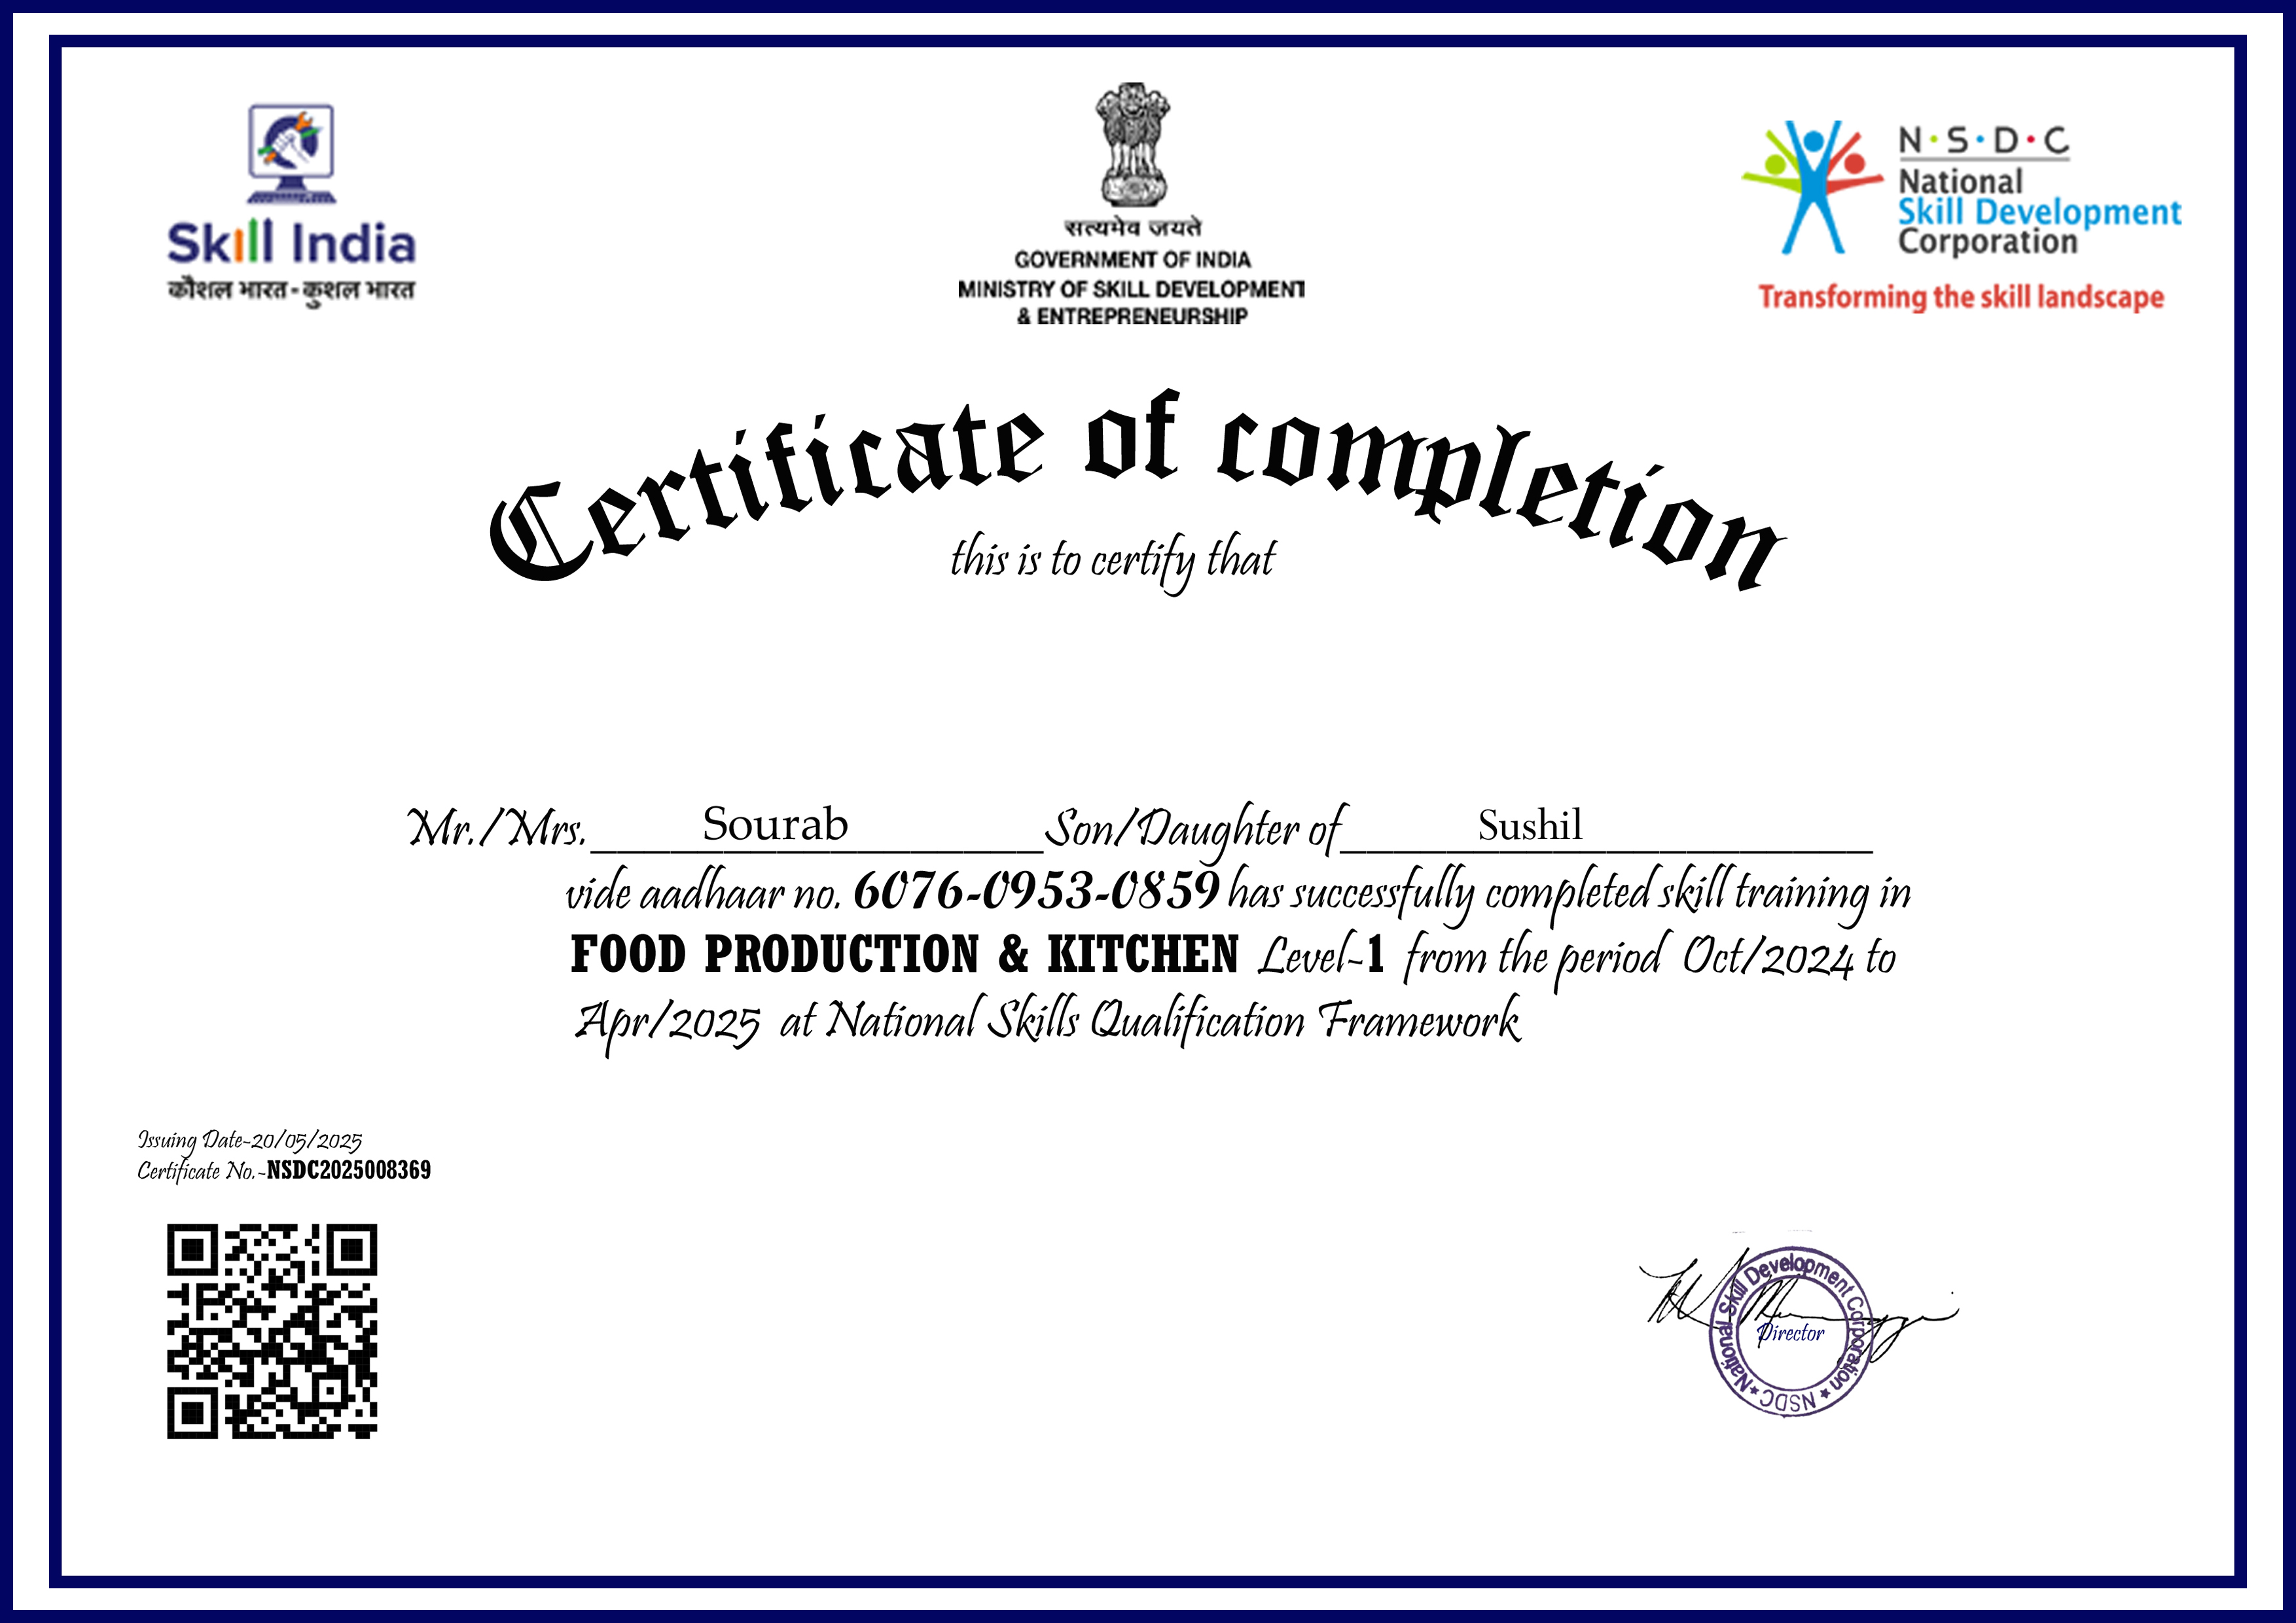 Skill India
कौशल भारत - कुशल भारत
सत्यमेव जयते
GOVERNMENT OF INDIA
MINISTRY OF SKILL DEVELOPMENT
& ENTREPRENEURSHIP
N·S·D·C
National
Skill Development
Corporation
Transforming the skill landscape
Certificate of completion
this is to certify that
Mr./Mrs. Sourab Son/Daughter of Sushil
vide aadhaar no. 6076-0953-0859 has successfully completed skill training in
FOOD PRODUCTION & KITCHEN Level-1 from the period Oct/2024 to
Apr/2025 at National Skills Qualification Framework
Issuing Date-20/05/2025
Certificate No.-NSDC2025008369
National Skill Development Corporation
NSDC
Director